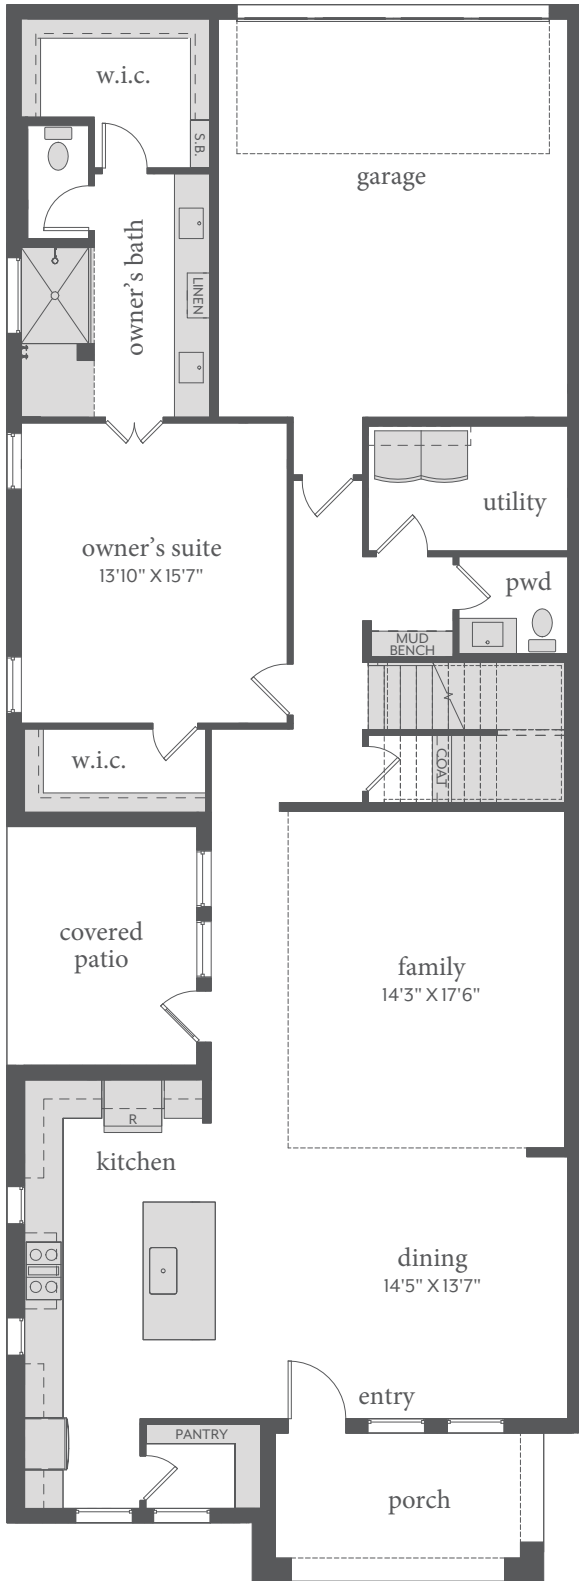 w.i.c.
S.B.
garage
owner's bath
LINEN
utility
owner's suite
13'10" X 15'7"
pwd
MUD
BENCH
w.i.c.
COAT
covered
patio
family
14'3" X 17'6"
R
kitchen
dining
14'5" X 13'7"
entry
PANTRY
porch